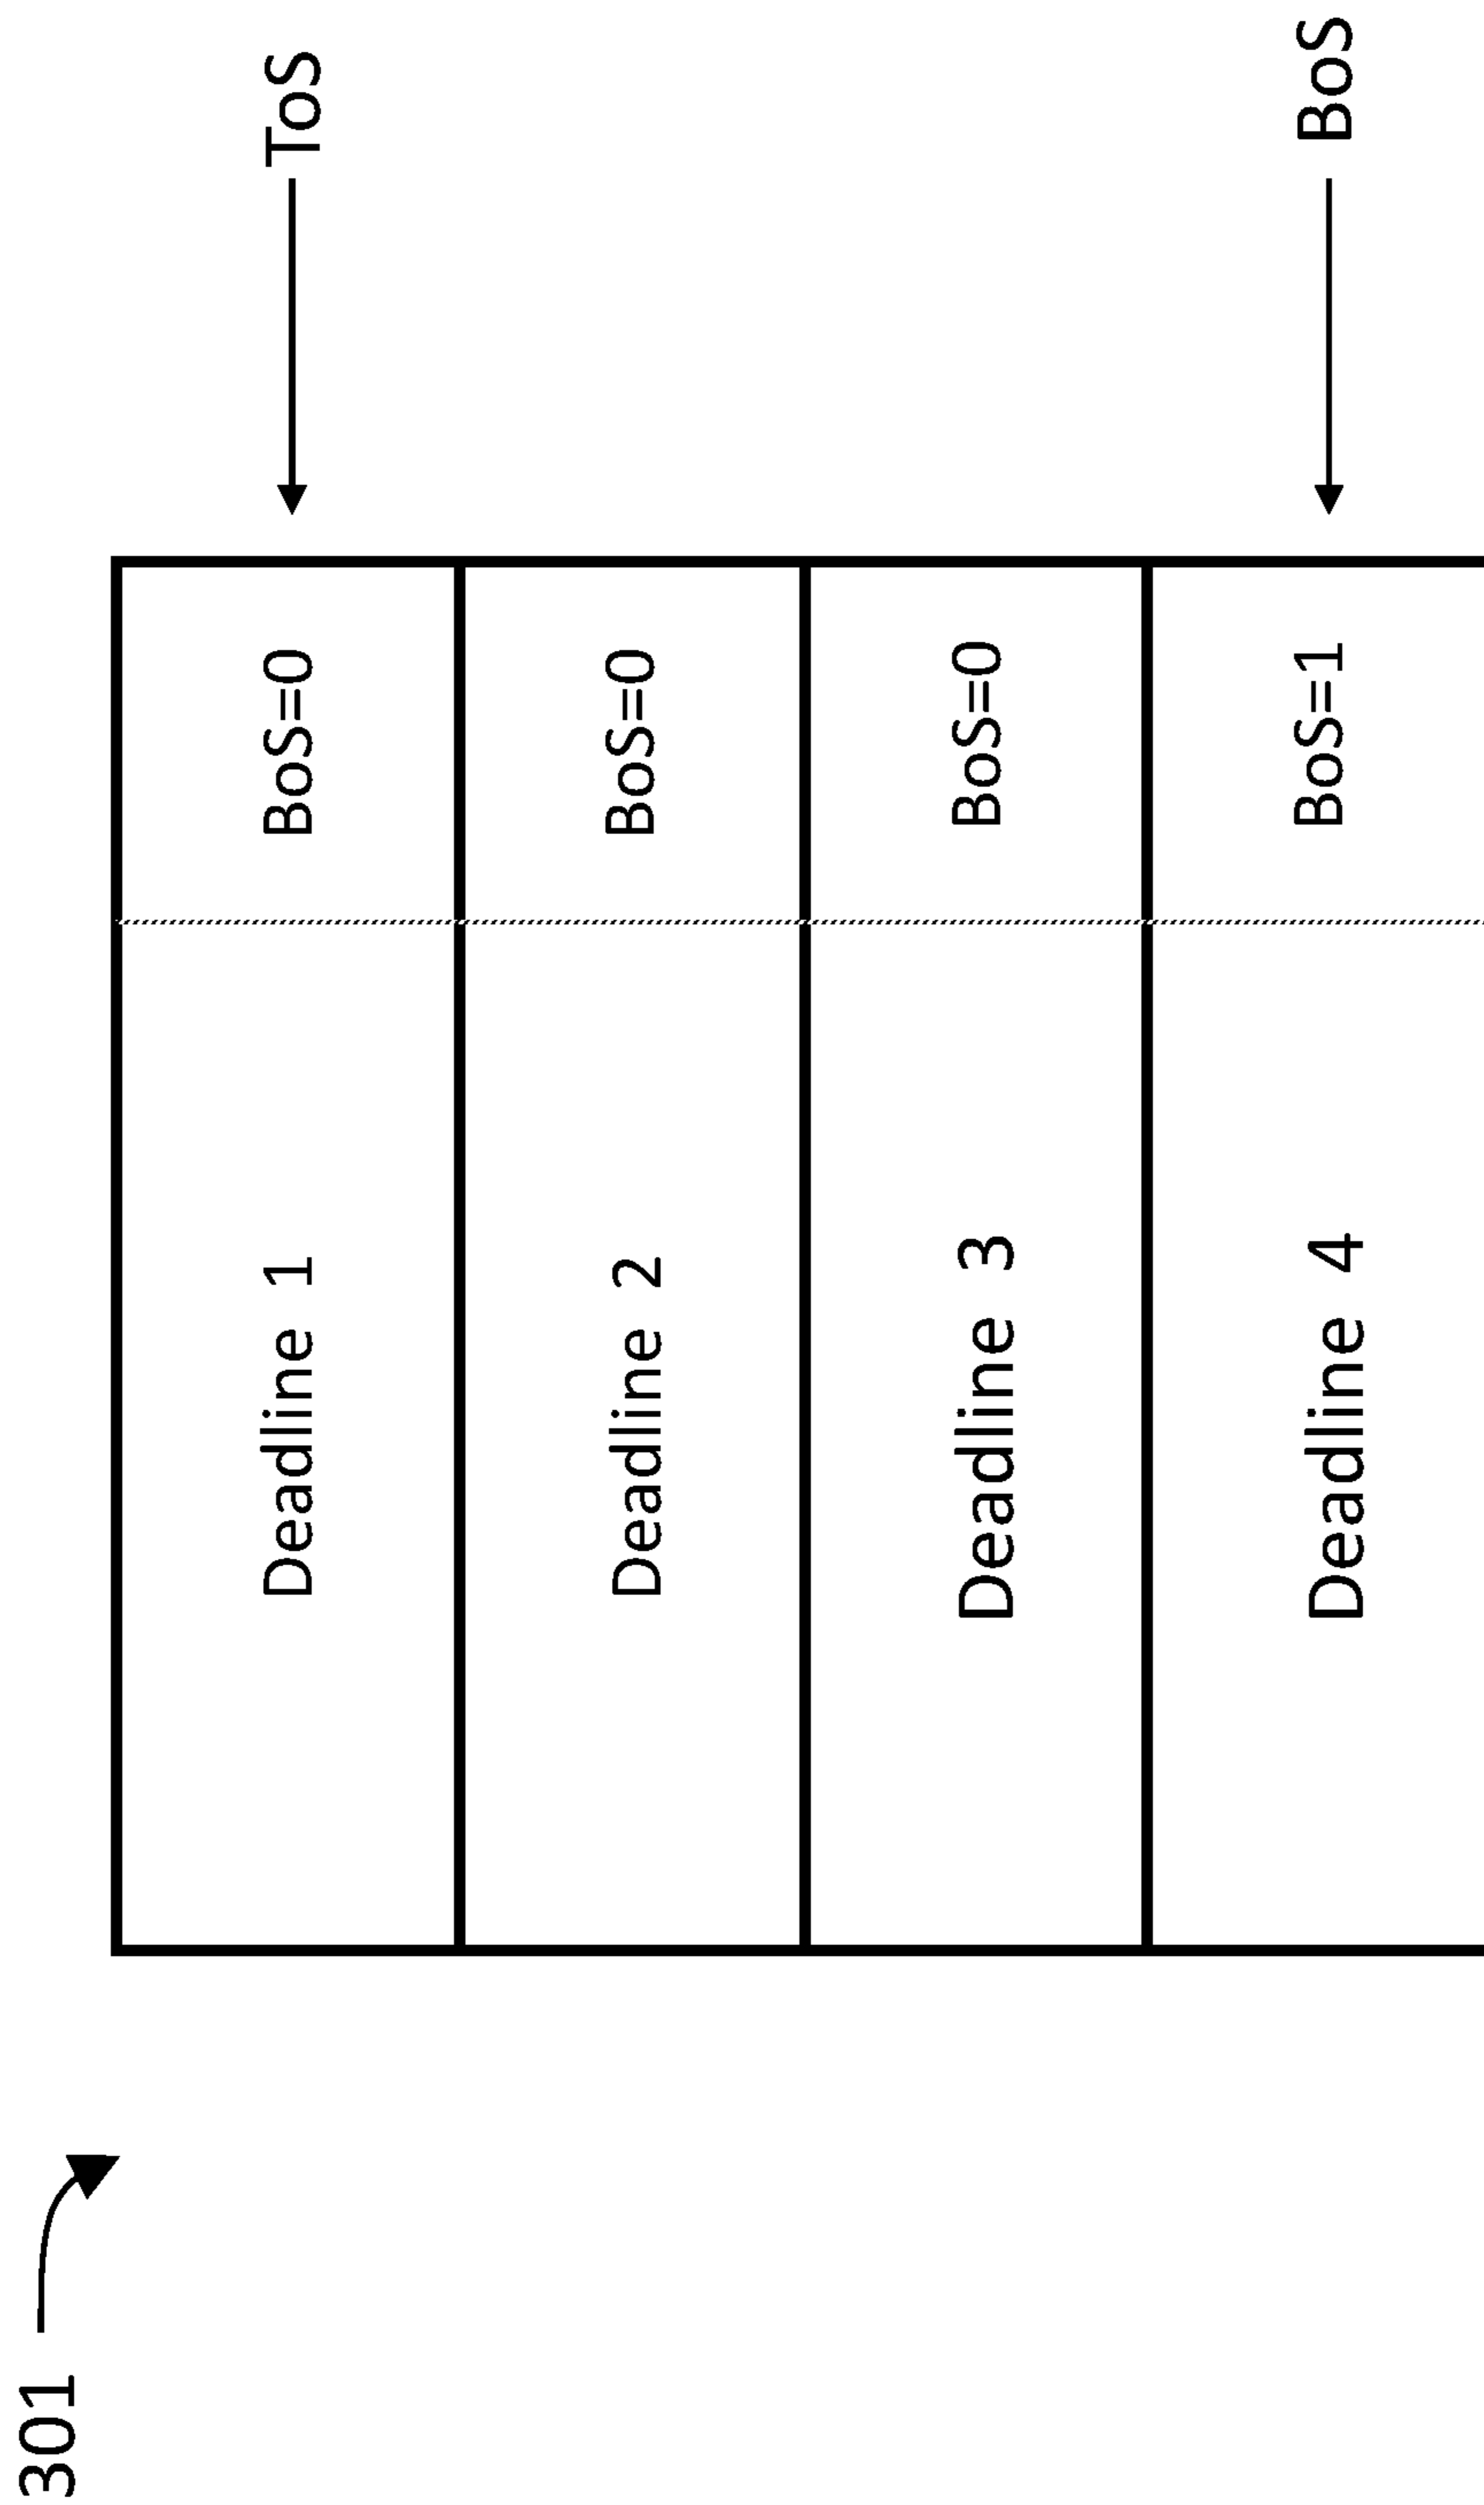 301
Deadline 1 BoS=0 ToS
Deadline 2 BoS=0
Deadline 3 BoS=0
Deadline 4 BoS=1 BoS